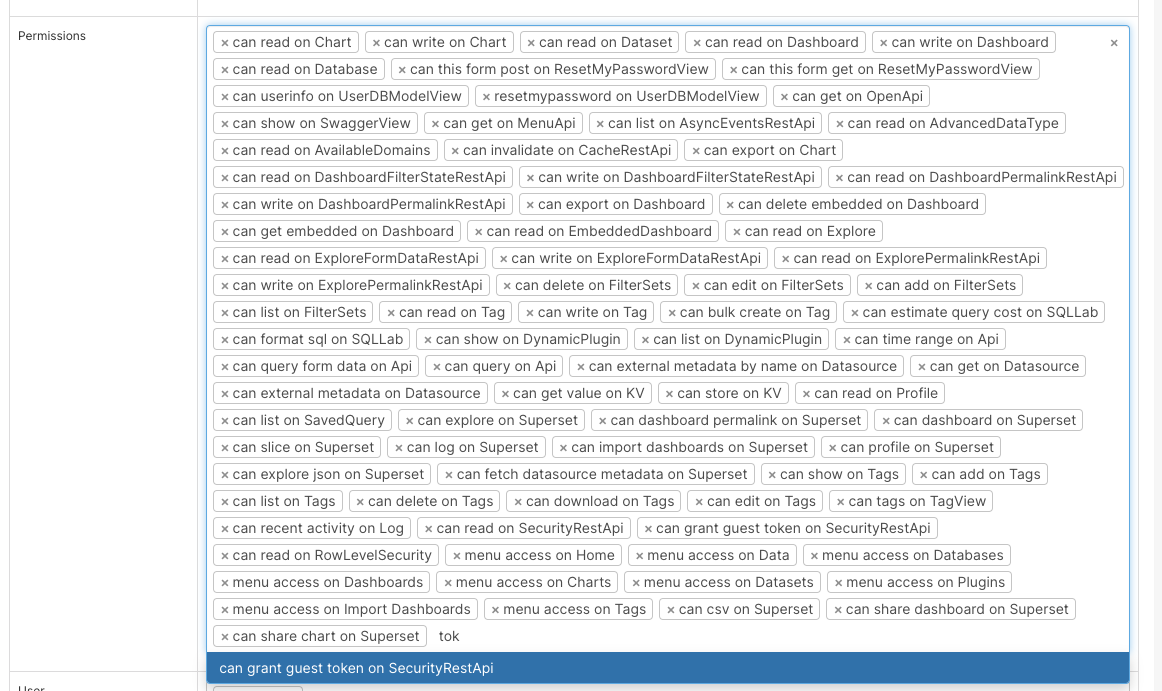 Permissions
× can read on Chart × can write on Chart × can read on Dataset × can read on Dashboard × can write on Dashboard ×
× can read on Database × can this form post on ResetMyPasswordView × can this form get on ResetMyPasswordView
× can userinfo on UserDBModelView × resetmypassword on UserDBModelView × can get on OpenApi
× can show on SwaggerView × can get on MenuApi × can list on AsyncEventsRestApi × can read on AdvancedDataType
× can read on AvailableDomains × can invalidate on CacheRestApi × can export on Chart
× can read on DashboardFilterStateRestApi × can write on DashboardFilterStateRestApi × can read on DashboardPermalinkRestApi
× can write on DashboardPermalinkRestApi × can export on Dashboard × can delete embedded on Dashboard
× can get embedded on Dashboard × can read on EmbeddedDashboard × can read on Explore
× can read on ExploreFormDataRestApi × can write on ExploreFormDataRestApi × can read on ExplorePermalinkRestApi
× can write on ExplorePermalinkRestApi × can delete on FilterSets × can edit on FilterSets × can add on FilterSets
× can list on FilterSets × can read on Tag × can write on Tag × can bulk create on Tag × can estimate query cost on SQLLab
× can format sql on SQLLab × can show on DynamicPlugin × can list on DynamicPlugin × can time range on Api
× can query form data on Api × can query on Api × can external metadata by name on Datasource × can get on Datasource
× can external metadata on Datasource × can get value on KV × can store on KV × can read on Profile
× can list on SavedQuery × can explore on Superset × can dashboard permalink on Superset × can dashboard on Superset
× can slice on Superset × can log on Superset × can import dashboards on Superset × can profile on Superset
× can explore json on Superset × can fetch datasource metadata on Superset × can show on Tags × can add on Tags
× can list on Tags × can delete on Tags × can download on Tags × can edit on Tags × can tags on TagView
× can recent activity on Log × can read on SecurityRestApi × can grant guest token on SecurityRestApi
× can read on RowLevelSecurity × menu access on Home × menu access on Data × menu access on Databases
× menu access on Dashboards × menu access on Charts × menu access on Datasets × menu access on Plugins
× menu access on Import Dashboards × menu access on Tags × can csv on Superset × can share dashboard on Superset
× can share chart on Superset tok
can grant guest token on SecurityRestApi
User